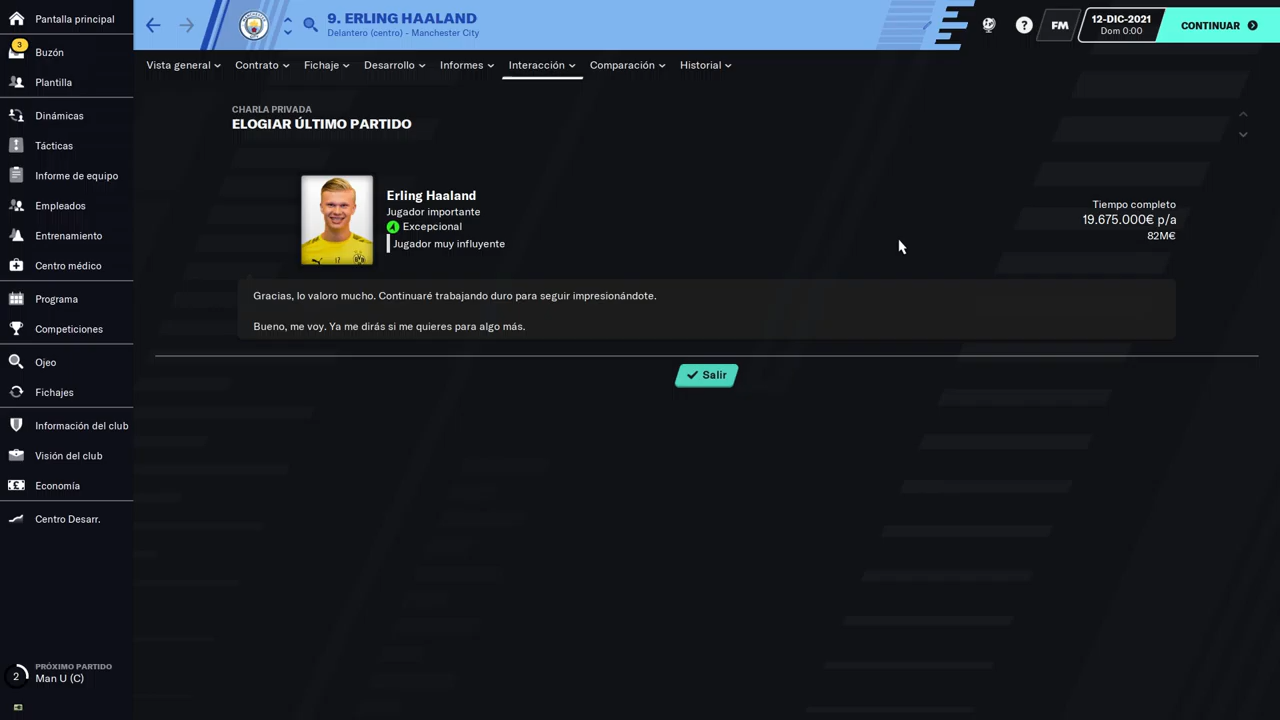 Pantalla principal
3
Buzón
Plantilla
Dinámicas
Tácticas
Informe de equipo
Empleados
Entrenamiento
Centro médico
Programa
Competiciones
Ojeo
Fichajes
Información del club
Visión del club
Economía
Centro Desarr.
2
PRÓXIMO PARTIDO
Man U (C)
9. ERLING HAALAND
Delantero (centro) - Manchester City
?
FM
12-DIC-2021
Dom 0:00
CONTINUAR
Vista general
Contrato
Fichaje
Desarrollo
Informes
Interacción
Comparación
Historial
CHARLA PRIVADA
ELOGIAR ÚLTIMO PARTIDO
Erling Haaland
Jugador importante
Excepcional
Jugador muy influyente
Tiempo completo
19.675.000€ p/a
82M€
Gracias, lo valoro mucho. Continuaré trabajando duro para seguir impresionándote.
Bueno, me voy. Ya me dirás si me quieres para algo más.
Salir